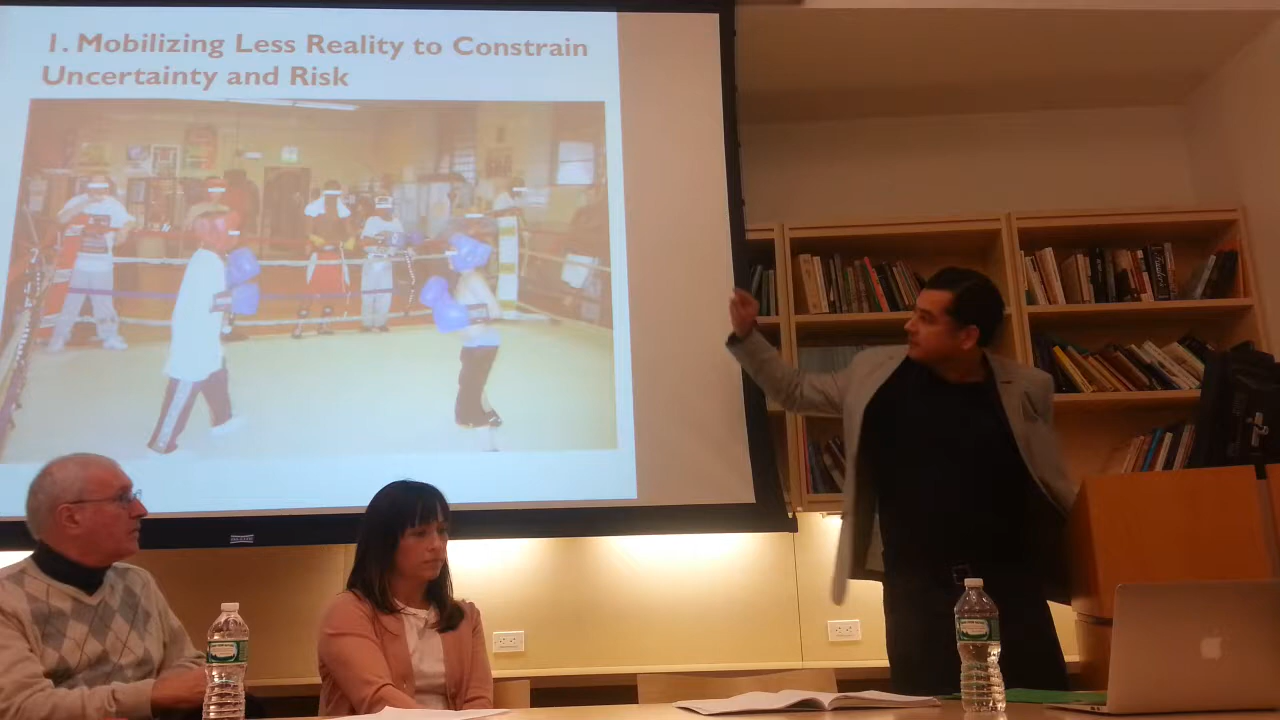 1. Mobilizing Less Reality to Constrain
Uncertainty and Risk